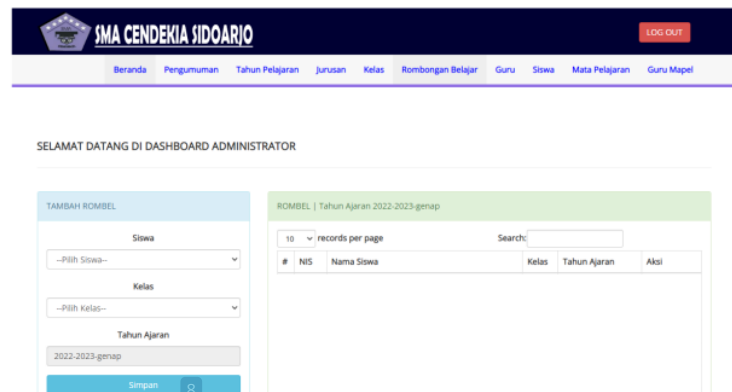 SMA CENDEKIA SIDOARJO
LOG OUT
Beranda Pengumuman Tahun Pelajaran Jurusan Kelas Rombongan Belajar Guru Siswa Mata Pelajaran Guru Mapel
SELAMAT DATANG DI DASHBOARD ADMINISTRATOR
TAMBAH ROMBEL
Siswa
--Pilih Siswa--
Kelas
--Pilih Kelas--
Tahun Ajaran
2022-2023-genap
Simpan
ROMBEL | Tahun Ajaran 2022-2023-genap
10 records per page Search:
# NIS Nama Siswa Kelas Tahun Ajaran Aksi